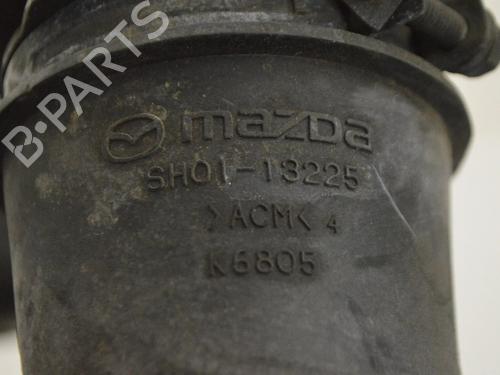 B-PARTS
mazda
SH01-13225
>ACM< 4
K6805